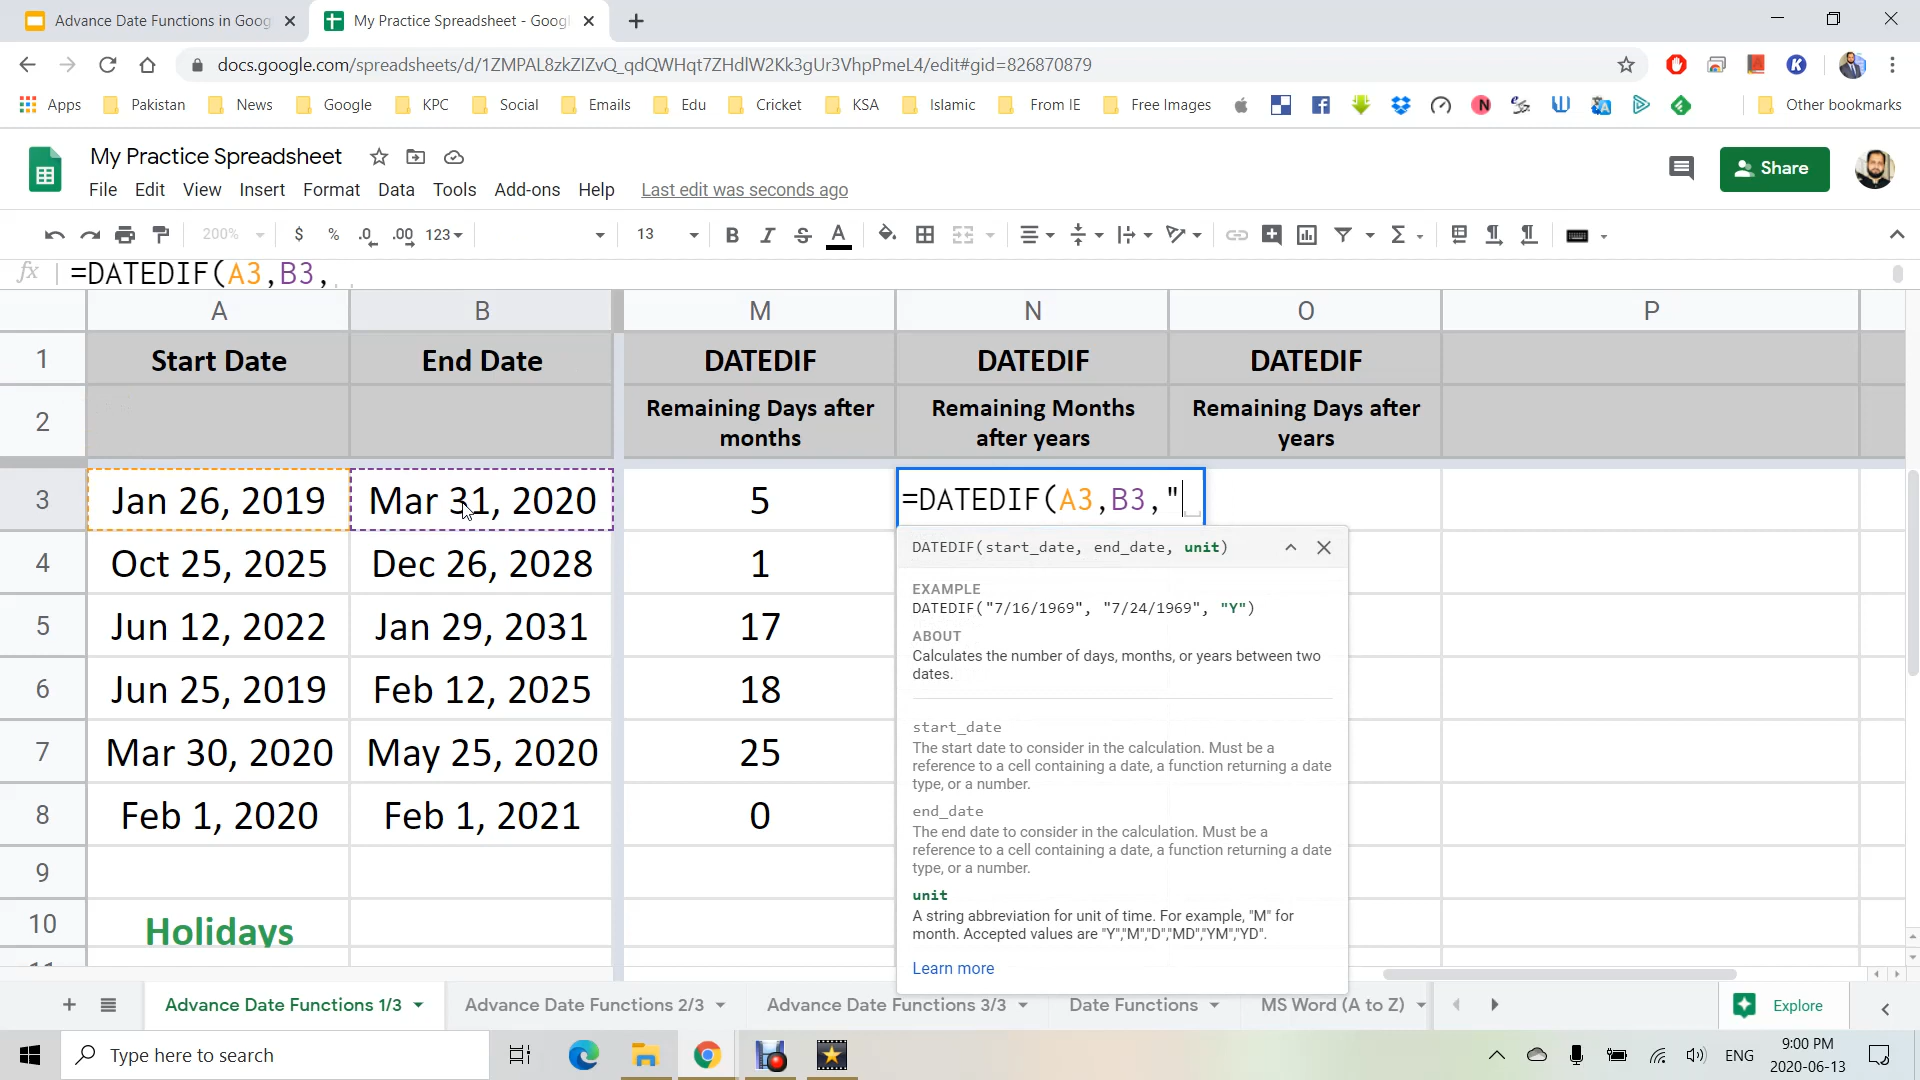 Advance Date Functions in Goog
My Practice Spreadsheet - Googl
docs.google.com/spreadsheets/d/1ZMPAL8zkZIZvQ_qdQWHqt7ZHdlW2Kk3gUr3VhpPmeL4/edit#gid=826870879
Apps Pakistan News Google KPC Social Emails Edu Cricket KSA Islamic From IE Free Images Other bookmarks
My Practice Spreadsheet
Share
File Edit View Insert Format Data Tools Add-ons Help Last edit was seconds ago
200% $ % .0 .00 123 13 B I S A
fx =DATEDIF(A3,B3,
A B M N O P
1 Start Date End Date DATEDIF DATEDIF DATEDIF
2 Remaining Days after months Remaining Months after years Remaining Days after years
3 Jan 26, 2019 Mar 31, 2020 5 =DATEDIF(A3,B3,"
4 Oct 25, 2025 Dec 26, 2028 1
5 Jun 12, 2022 Jan 29, 2031 17
6 Jun 25, 2019 Feb 12, 2025 18
7 Mar 30, 2020 May 25, 2020 25
8 Feb 1, 2020 Feb 1, 2021 0
9
10 Holidays
DATEDIF(start_date, end_date, unit)
EXAMPLE
DATEDIF("7/16/1969", "7/24/1969", "Y")
ABOUT
Calculates the number of days, months, or years between two
dates.
start_date
The start date to consider in the calculation. Must be a
reference to a cell containing a date, a function returning a date
type, or a number.
end_date
The end date to consider in the calculation. Must be a
reference to a cell containing a date, a function returning a date
type, or a number.
unit
A string abbreviation for unit of time. For example, "M" for
month. Accepted values are "Y","M","D","MD","YM","YD".
Learn more
Advance Date Functions 1/3 Advance Date Functions 2/3 Advance Date Functions 3/3 Date Functions MS Word (A to Z) Explore
Type here to search
ENG
9:00 PM
2020-06-13